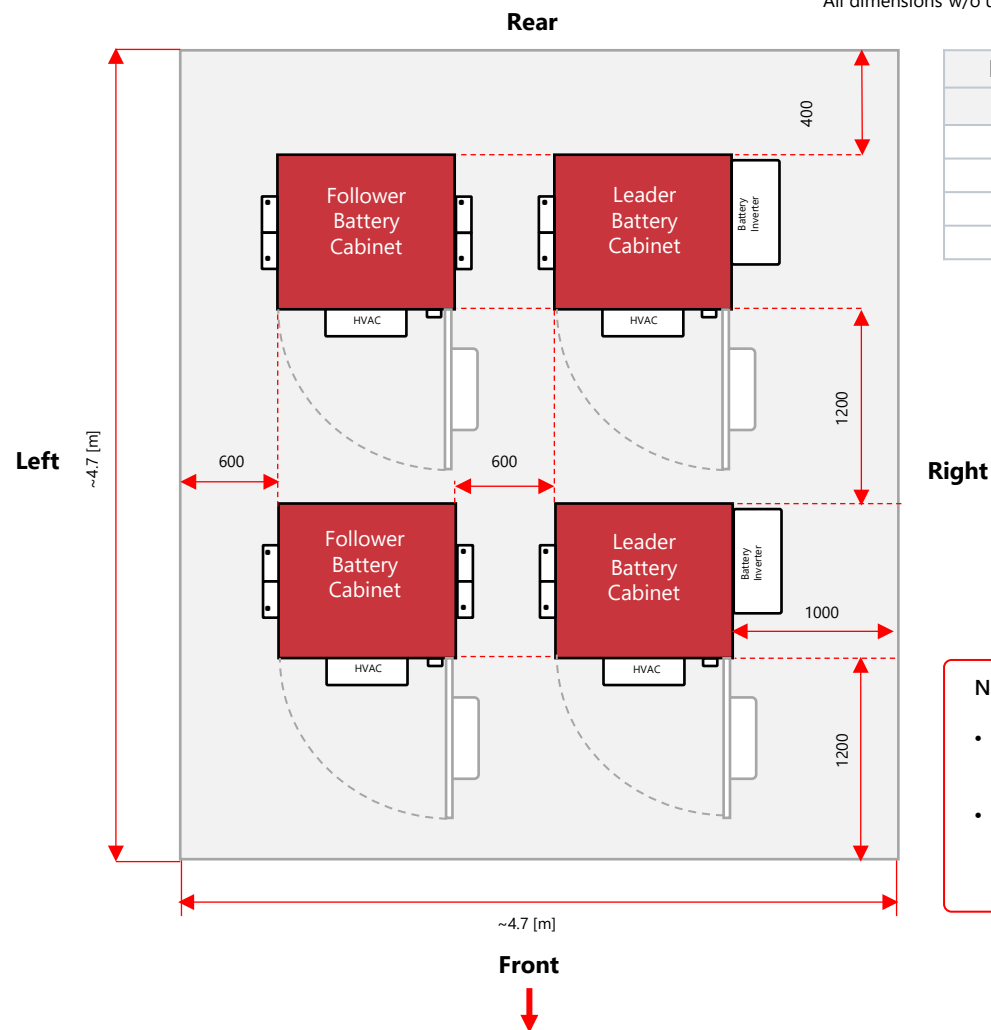 All dimensions w/o
Rear
400
Follower
Battery
Cabinet
Leader
Battery
Cabinet
Battery
Inverter
HVAC
HVAC
1200
~4.7 [m]
Left
600
600
Right
Follower
Battery
Cabinet
Leader
Battery
Cabinet
Battery
Inverter
1000
HVAC
HVAC
1200
~4.7 [m]
Front